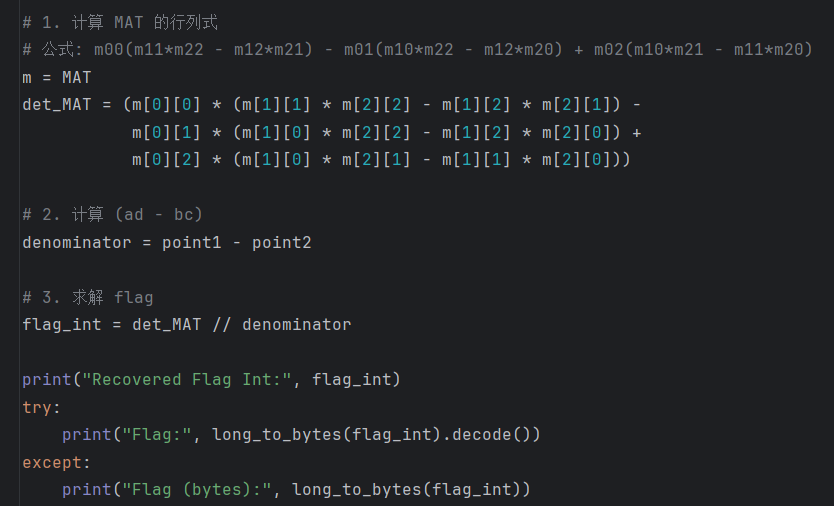 # 1. 计算 MAT 的行列式
# 公式: m00(m11*m22 - m12*m21) - m01(m10*m22 - m12*m20) + m02(m10*m21 - m11*m20)
m = MAT
det_MAT = (m[0][0] * (m[1][1] * m[2][2] - m[1][2] * m[2][1]) -
           m[0][1] * (m[1][0] * m[2][2] - m[1][2] * m[2][0]) +
           m[0][2] * (m[1][0] * m[2][1] - m[1][1] * m[2][0]))
# 2. 计算 (ad - bc)
denominator = point1 - point2
# 3. 求解 flag
flag_int = det_MAT // denominator
print("Recovered Flag Int:", flag_int)
try:
    print("Flag:", long_to_bytes(flag_int).decode())
except:
    print("Flag (bytes):", long_to_bytes(flag_int))